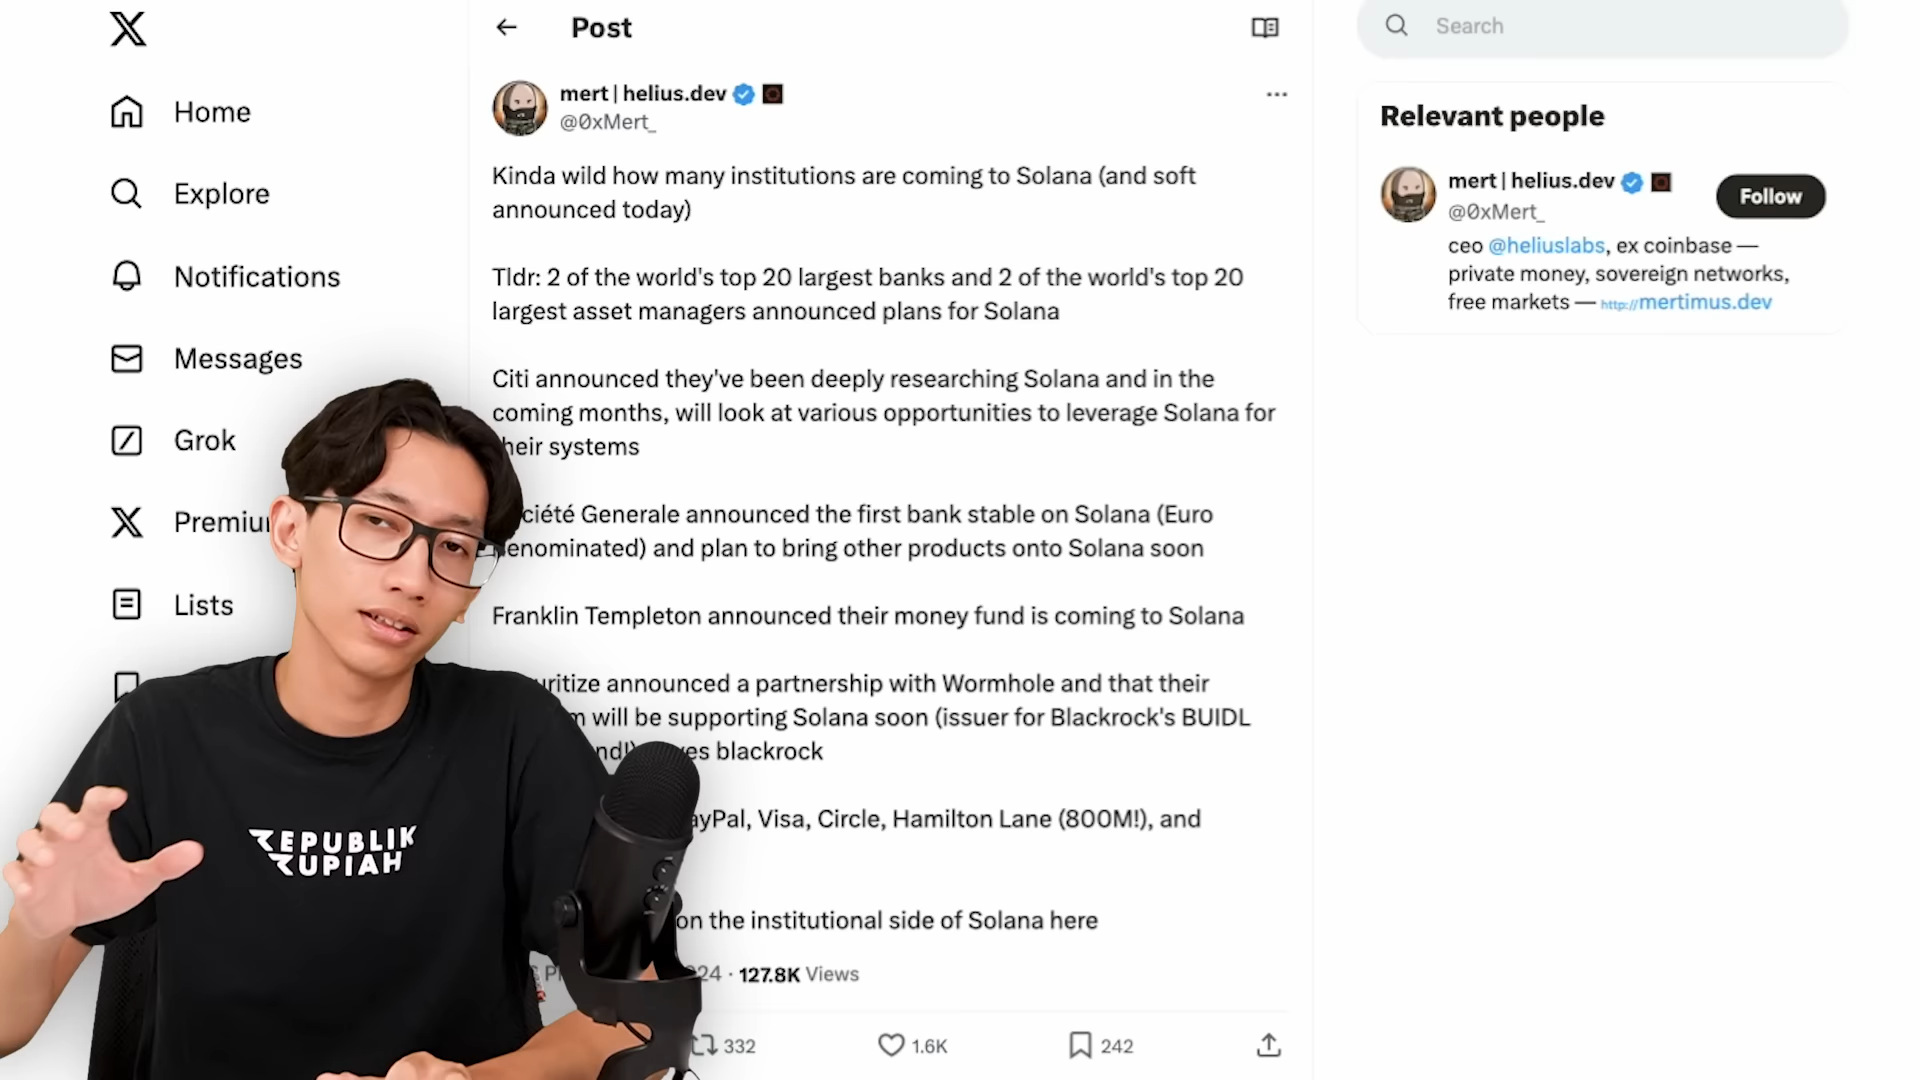 Home
Explore
Notifications
Messages
Grok
Lists
Post
mert | helius.dev
@0xMert_
Kinda wild how many institutions are coming to Solana (and soft
announced today)
Tldr: 2 of the world's top 20 largest banks and 2 of the world's top 20
largest asset managers announced plans for Solana
Citi announced they've been deeply researching Solana and in the
coming months, will look at various opportunities to leverage Solana for
systems
Generale announced the first bank stable on Solana (Euro
and plan to bring other products onto Solana soon
Franklin Templeton announced their money fund is coming to Solana
announced a partnership with Wormhole and that their
will be supporting Solana soon (issuer for Blackrock's BUIDL
blackrock
Visa, Circle, Hamilton Lane (800M!), and
on the institutional side of Solana here
· 127.8K Views
332
1.6K
242
Search
Relevant people
mert | helius.dev
@0xMert_
Follow
ceo @heliuslabs, ex coinbase —
private money, sovereign networks,
free markets — http://mertimus.dev
REPUBLIK
RUPIAH